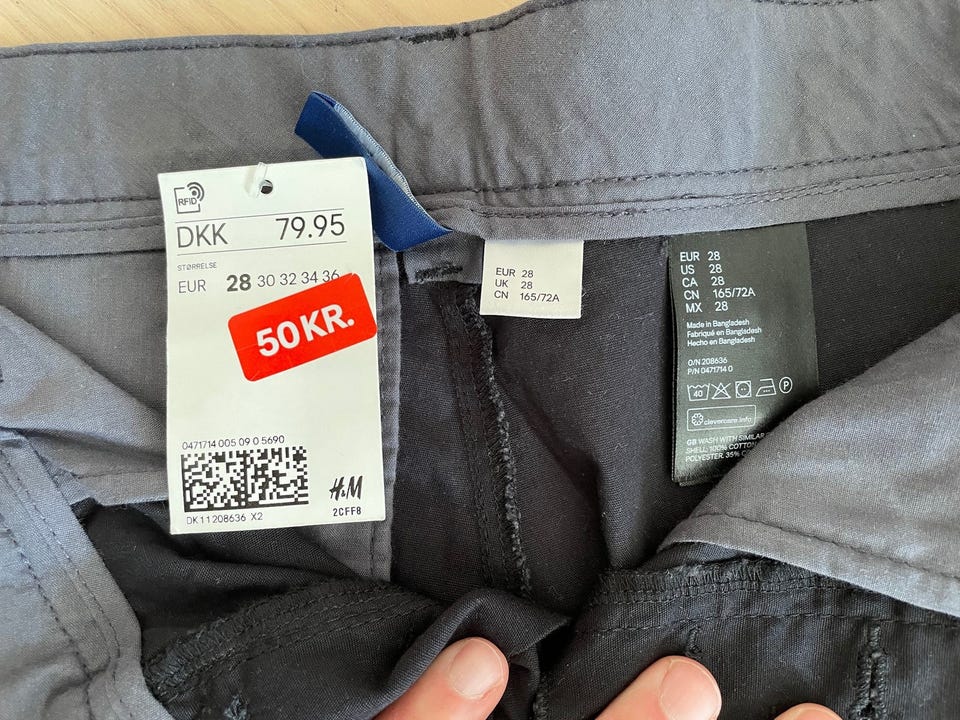 RFID
DKK 79.95
STØRRELSE
EUR 28 30 32 34 36
50 KR.
0471714 005 09 0 5690
H&M
DK11208636 X2
2CFF8
EUR 28
UK 28
CN 165/72A
EUR 28
US 28
CA 28
CN 165/72A
MX 28
Made in Bangladesh
Fabriqué en Bangladesh
Hecho en Bangladesh
O/N 208636
P/N 0471714 0
40 P
clevercare.info
GB WASH WITH SIMILAR
SHELL: 100% COTTON
POLYESTER, 35% CO